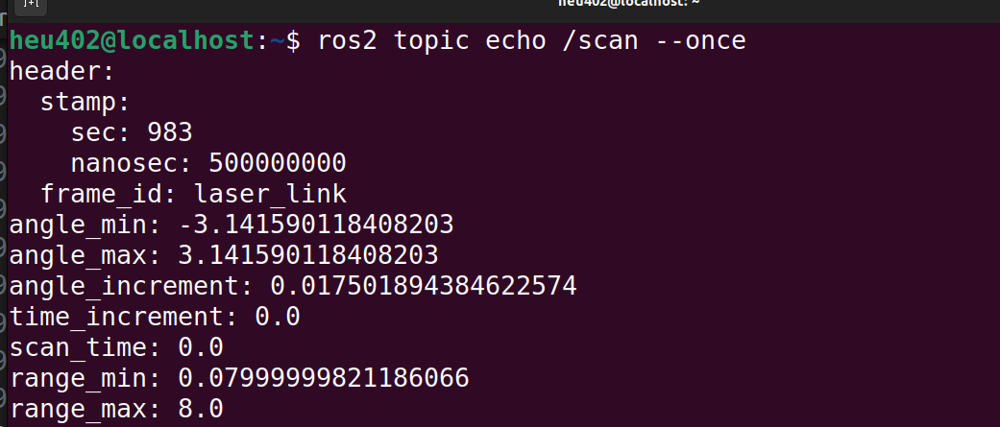 heu402@localhost: ~
heu402@localhost:~$ ros2 topic echo /scan --once
header:
  stamp:
    sec: 983
    nanosec: 500000000
  frame_id: laser_link
angle_min: -3.141590118408203
angle_max: 3.141590118408203
angle_increment: 0.017501894384622574
time_increment: 0.0
scan_time: 0.0
range_min: 0.07999999821186066
range_max: 8.0